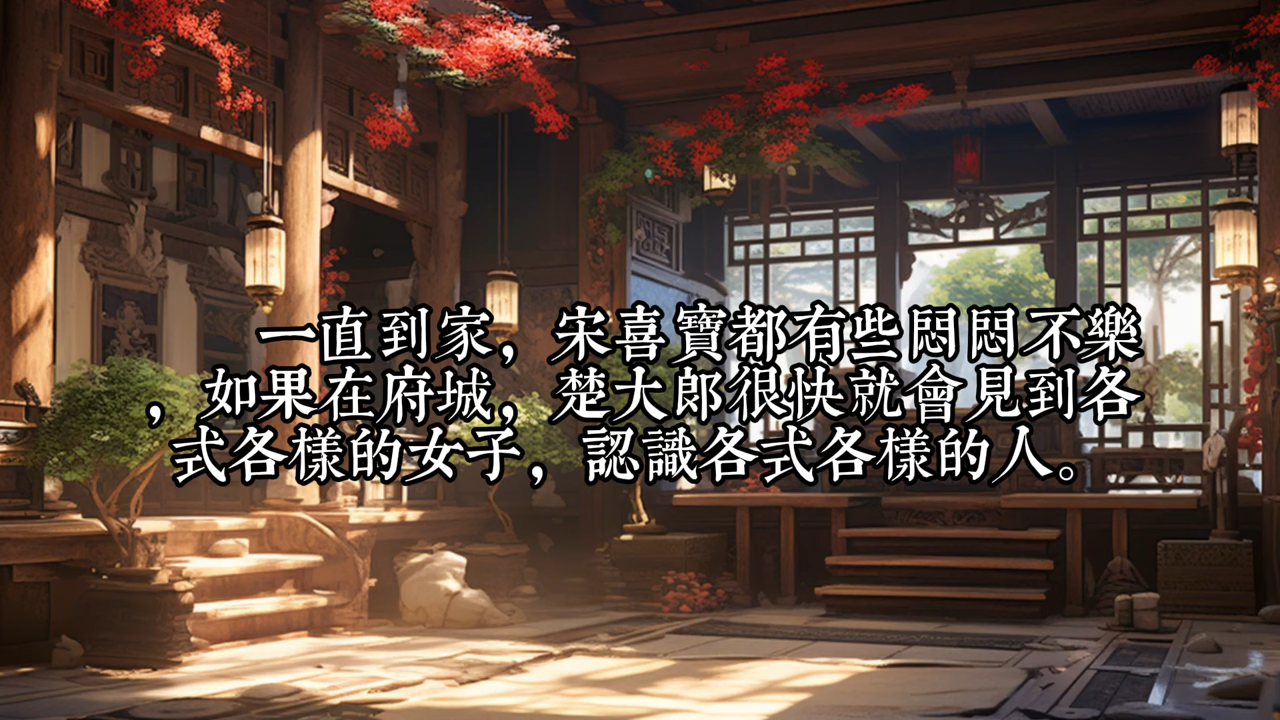 一直到家，宋喜寶都有些悶悶不樂
，如果在府城，楚大郎很快就會見到各
式各樣的女子，認識各式各樣的人。